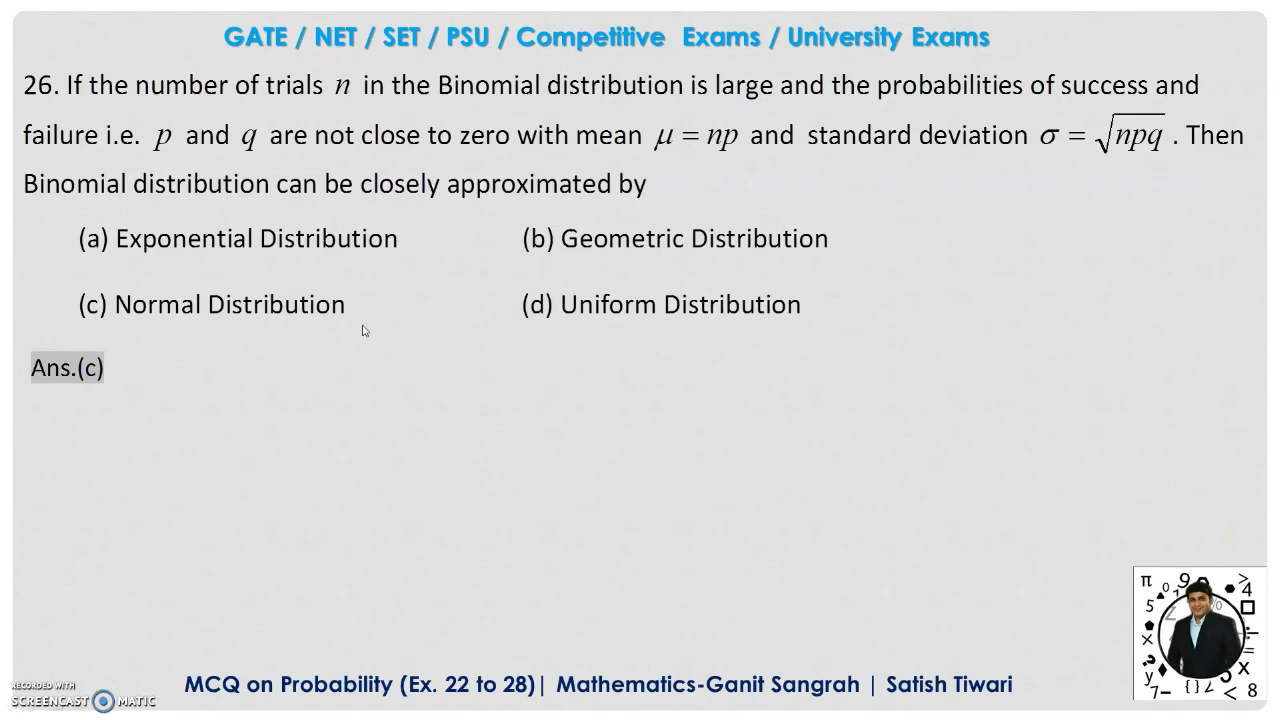 GATE / NET / SET / PSU / Competitive Exams / University Exams
26. If the number of trials n in the Binomial distribution is large and the probabilities of success and
failure i.e. p and q are not close to zero with mean μ = np and standard deviation σ = √npq . Then
Binomial distribution can be closely approximated by
(a) Exponential Distribution (b) Geometric Distribution
(c) Normal Distribution (d) Uniform Distribution
Ans.(c)
MCQ on Probability (Ex. 22 to 28)| Mathematics-Ganit Sangrah | Satish Tiwari
RECORDED WITH
SCREENCAST MATIC